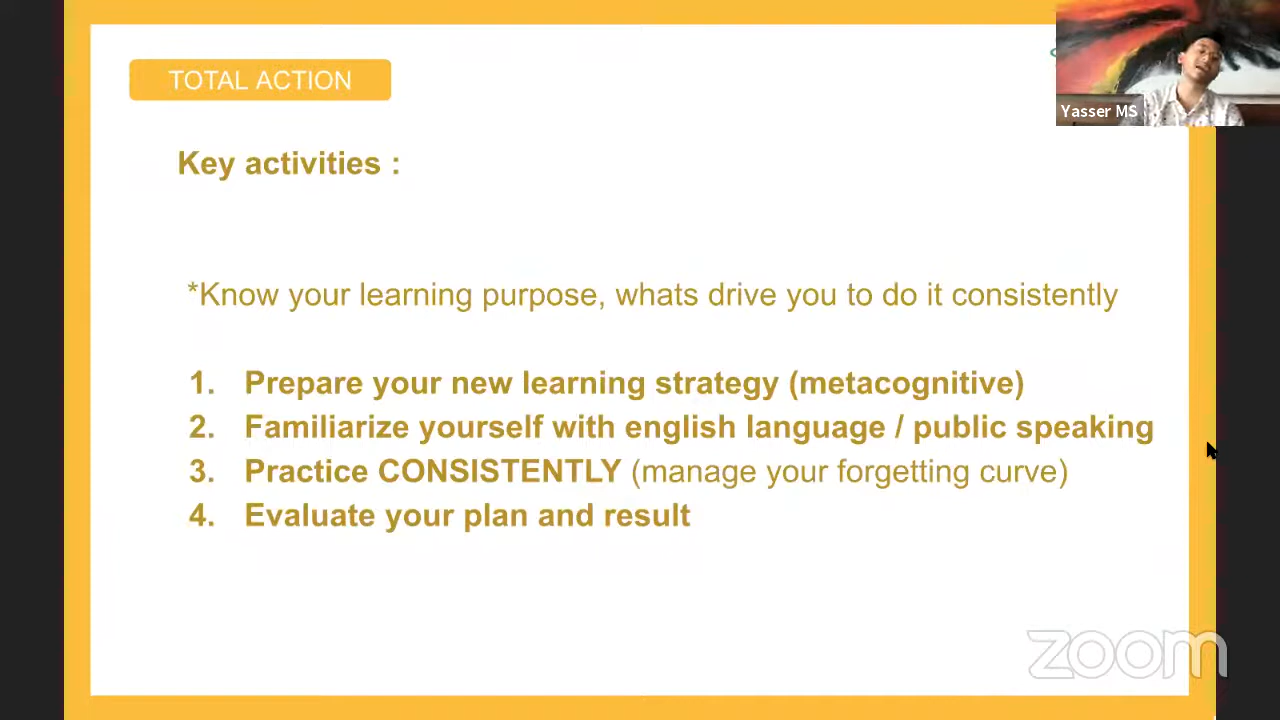 TOTAL ACTION
Yasser MS
Key activities :
*Know your learning purpose, whats drive you to do it consistently
1. Prepare your new learning strategy (metacognitive)
2. Familiarize yourself with english language / public speaking
3. Practice CONSISTENTLY (manage your forgetting curve)
4. Evaluate your plan and result
zoom